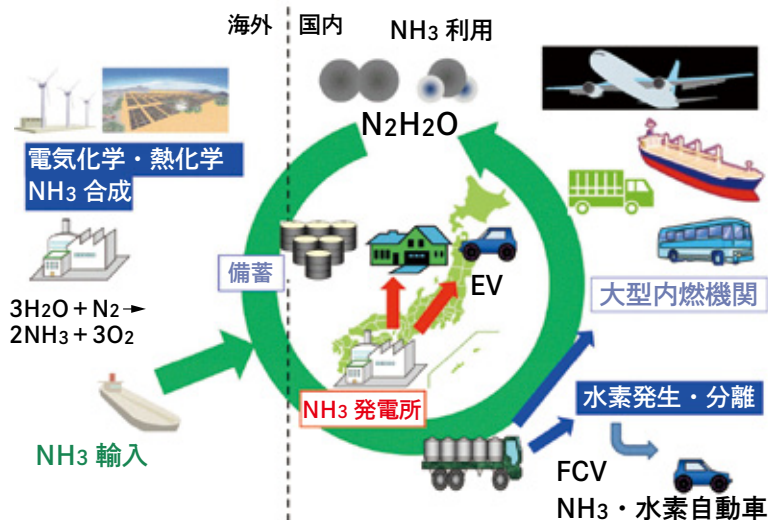 海外
国内
NH3 利用
N2H2O
電気化学・熱化学
NH3 合成
備蓄
EV
大型内燃機関
3H2O + N2→
2NH3 + 3O2
NH3 発電所
水素発生・分離
NH3 輸入
FCV
NH3・水素自動車